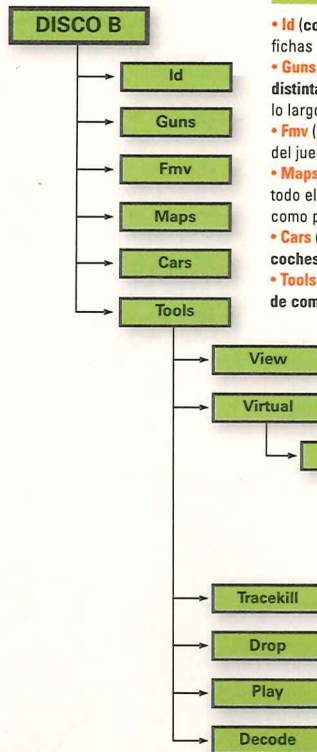 DISCO B
Id
Guns
Fmv
Maps
Cars
Tools
View
Virtual
Tracekill
Drop
Play
Decode
• Id (co
fichas
• Guns
distinta
lo largo
• Fmv (
del jue
• Maps
todo el
como p
• Cars (
coches
• Tools
de com